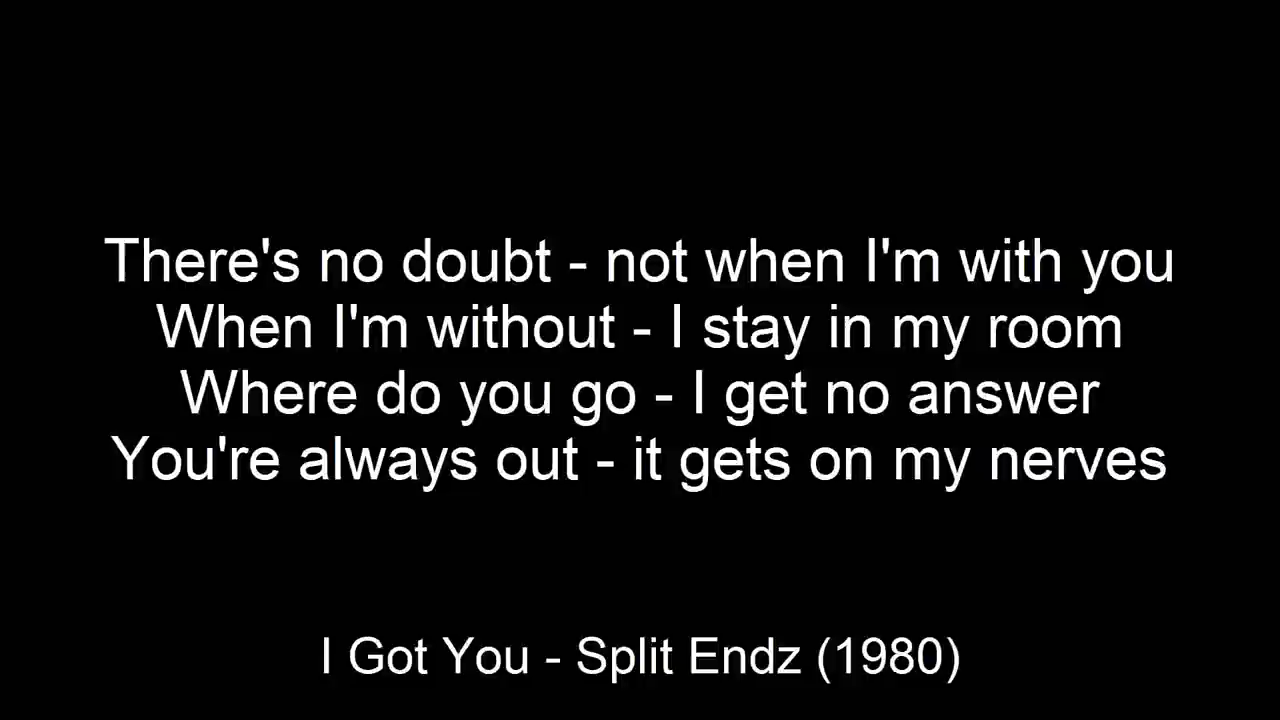 There's no doubt - not when I'm with you
When I'm without - I stay in my room
Where do you go - I get no answer
You're always out - it gets on my nerves
I Got You - Split Endz (1980)